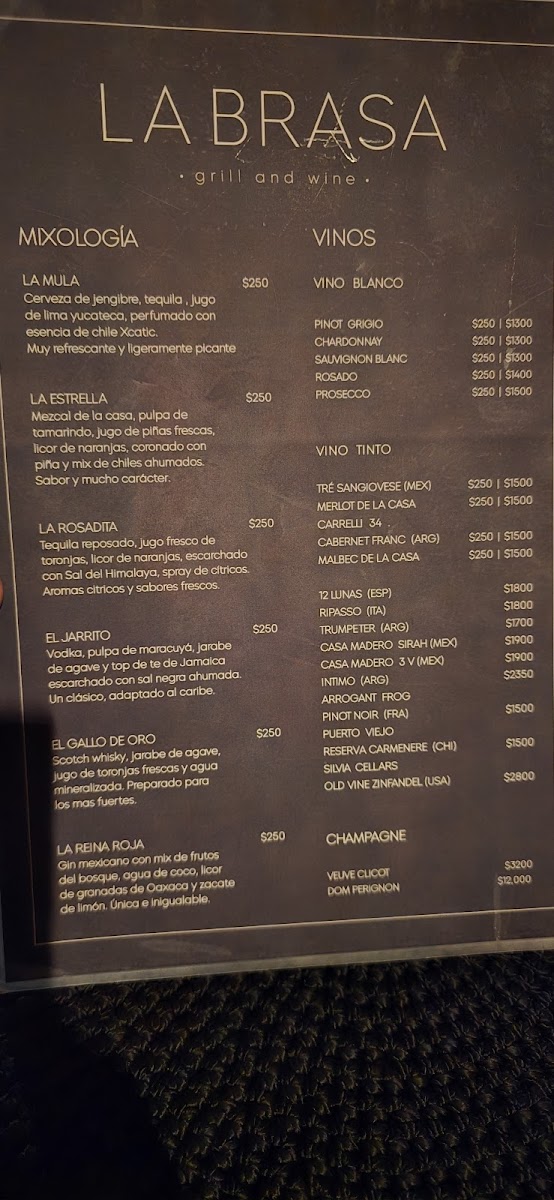 LA BRASA
• grill and wine •
MIXOLOGÍA
LA MULA $250
Cerveza de jengibre, tequila , jugo
de lima yucateca, perfumado con
esencia de chile Xcatic.
Muy refrescante y ligeramente picante
LA ESTRELLA $250
Mezcal de la casa, pulpa de
tamarindo, jugo de piñas frescas,
licor de naranjas, coronado con
piña y mix de chiles ahumados.
Sabor y mucho carácter.
LA ROSADITA $250
Tequila reposado, jugo fresco de
toronjas, licor de naranjas, escarchado
con Sal del Himalaya, spray de citricos.
Aromas citricos y sabores frescos.
EL JARRITO $250
Vodka, pulpa de maracuyá, jarabe
de agave y top de te de Jamaica
escarchado con sal negra ahumada.
Un clásico, adaptado al caribe.
EL GALLO DE ORO $250
Scotch whisky, jarabe de agave,
jugo de toronjas frescas y agua
mineralizada. Preparado para
los mas fuertes.
LA REINA ROJA $250
Gin mexicano con mix de frutos
del bosque, agua de coco, licor
de granadas de Oaxaca y zacate
de limón. Única e inigualable.
VINOS
VINO BLANCO
PINOT GRIGIO $250 | $1300
CHARDONNAY $250 | $1300
SAUVIGNON BLANC $250 | $1300
ROSADO $250 | $1400
PROSECCO $250 | $1500
VINO TINTO
TRÉ SANGIOVESE (MEX) $250 | $1500
MERLOT DE LA CASA $250 | $1500
CARRELLI 34
CABERNET FRANC (ARG) $250 | $1500
MALBEC DE LA CASA $250 | $1500
12 LUNAS (ESP) $1800
RIPASSO (ITA) $1800
TRUMPETER (ARG) $1700
CASA MADERO SIRAH (MEX) $1900
CASA MADERO 3 V (MEX) $1900
INTIMO (ARG) $2350
ARROGANT FROG
PINOT NOIR (FRA) $1500
PUERTO VIEJO
RESERVA CARMENERE (CHI) $1500
SILVIA CELLARS
OLD VINE ZINFANDEL (USA) $2800
CHAMPAGNE
VEUVE CLICOT $3200
DOM PERIGNON $12,000